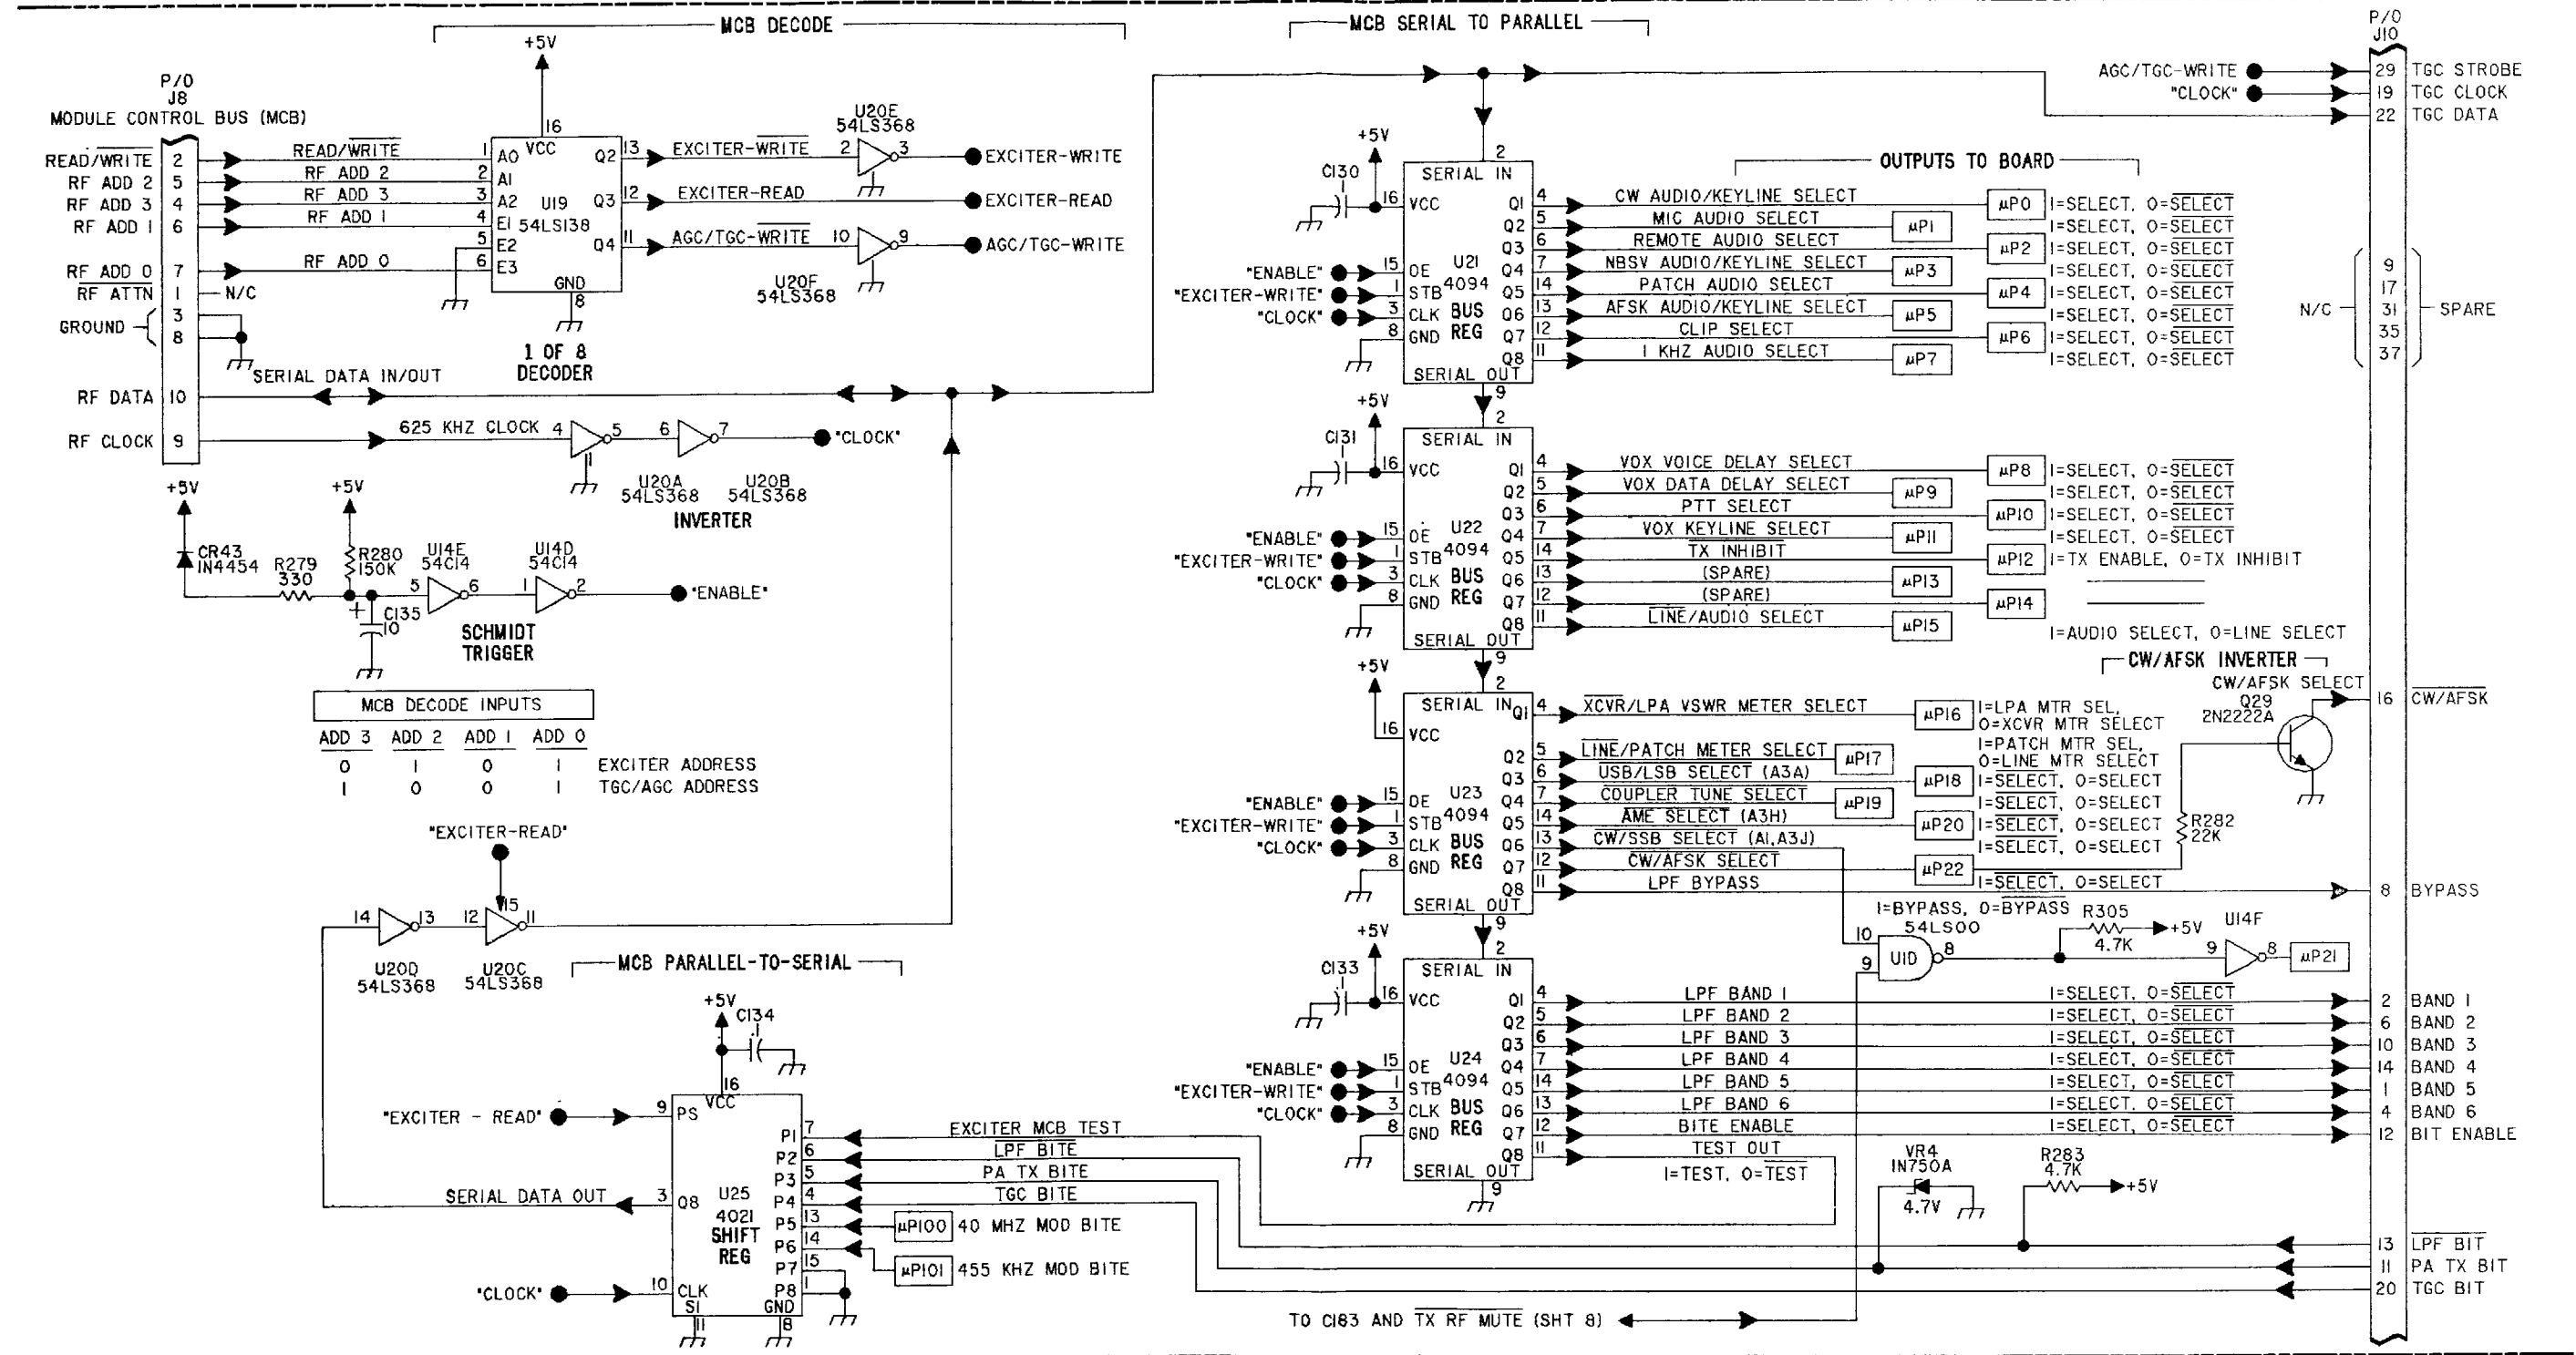 MCB DECODE
MCB SERIAL TO PARALLEL
P/O
J8
MODULE CONTROL BUS (MCB)
READ/WRITE 2
RF ADD 2 5
RF ADD 3 4
RF ADD 1 6
RF ADD 0 7
RF ATTN 1 N/C
GROUND 3
8
RF DATA 10
RF CLOCK 9
READ/WRITE
RF ADD 2
RF ADD 3
RF ADD 1
RF ADD 0
SERIAL DATA IN/OUT
625 KHZ CLOCK
+5V
16
VCC
1 A0
2 A1
3 A2
4 E1
5 E2
6 E3
U19
54LS138
Q2 13
Q3 12
Q4 11
GND
8
1 OF 8
DECODER
EXCITER-WRITE 2
U20E
54LS368
3 EXCITER-WRITE
EXCITER-READ
EXCITER-READ
AGC/TGC-WRITE 10
9 AGC/TGC-WRITE
U20F
54LS368
4
5
1
6
7
"CLOCK"
U20A
54LS368
U20B
54LS368
INVERTER
+5V
+5V
CR43
1N4454
R279
330
R280
150K
U14E
54C14
U14D
54C14
5
6
1
2
"ENABLE"
+
C135
10
SCHMIDT
TRIGGER
MCB DECODE INPUTS
ADD 3 ADD 2 ADD 1 ADD 0
0 1 0 1 EXCITER ADDRESS
1 0 0 1 TGC/AGC ADDRESS
"EXCITER-READ"
14
13
12
15
11
U20D
54LS368
U20C
54LS368
MCB PARALLEL-TO-SERIAL
+5V
C134
.1
16
VCC
"EXCITER - READ" 9 PS
SERIAL DATA OUT 3 Q8
"CLOCK" 10 CLK
SI
11
GND
8
U25
4021
SHIFT
REG
P1 7 EXCITER MCB TEST
P2 6 LPF BITE
P3 5 PA TX BITE
P4 4 TGC BITE
P5 13 µP100 40 MHZ MOD BITE
P6 14 µP101 455 KHZ MOD BITE
P7 15
P8 1
+5V
C130
.1
2
SERIAL IN
16 VCC
"ENABLE" 15 OE
"EXCITER-WRITE" 1 STB
"CLOCK" 3 CLK
8 GND
U21
4094
BUS
REG
SERIAL OUT
9
OUTPUTS TO BOARD
Q1 4 CW AUDIO/KEYLINE SELECT µP0 1=SELECT, 0=SELECT
Q2 5 MIC AUDIO SELECT µP1 1=SELECT, 0=SELECT
Q3 6 REMOTE AUDIO SELECT µP2 1=SELECT, 0=SELECT
Q4 7 NBSV AUDIO/KEYLINE SELECT µP3 1=SELECT, 0=SELECT
Q5 14 PATCH AUDIO SELECT µP4 1=SELECT, 0=SELECT
Q6 13 AFSK AUDIO/KEYLINE SELECT µP5 1=SELECT, 0=SELECT
Q7 12 CLIP SELECT µP6 1=SELECT, 0=SELECT
Q8 11 1 KHZ AUDIO SELECT µP7 1=SELECT, 0=SELECT
+5V
C131
.1
2
SERIAL IN
16 VCC
"ENABLE" 15 OE
"EXCITER-WRITE" 1 STB
"CLOCK" 3 CLK
8 GND
U22
4094
BUS
REG
SERIAL OUT
9
Q1 4 VOX VOICE DELAY SELECT µP8 1=SELECT, 0=SELECT
Q2 5 VOX DATA DELAY SELECT µP9 1=SELECT, 0=SELECT
Q3 6 PTT SELECT µP10 1=SELECT, 0=SELECT
Q4 7 VOX KEYLINE SELECT µP11 1=SELECT, 0=SELECT
Q5 14 TX INHIBIT µP12 1=TX ENABLE, 0=TX INHIBIT
Q6 13 (SPARE) µP13
Q7 12 (SPARE) µP14
Q8 11 LINE/AUDIO SELECT µP15
1=AUDIO SELECT, 0=LINE SELECT
+5V
2
SERIAL IN
16
VCC
"ENABLE" 15 OE
"EXCITER-WRITE" 1 STB
"CLOCK" 3 CLK
8 GND
U23
4094
BUS
REG
SERIAL OUT
9
Q1 4 XCVR/LPA VSWR METER SELECT µP16 1=LPA MTR SEL,
0=XCVR MTR SELECT
Q2 5 LINE/PATCH METER SELECT µP17 1=PATCH MTR SEL,
0=LINE MTR SELECT
Q3 6 USB/LSB SELECT (A3A) µP18 1=SELECT, 0=SELECT
Q4 7 COUPLER TUNE SELECT µP19 1=SELECT, 0=SELECT
Q5 14 AME SELECT (A3H) µP20 1=SELECT, 0=SELECT
Q6 13 CW/SSB SELECT (A1,A3J) 1=SELECT, 0=SELECT
Q7 12 CW/AFSK SELECT µP22 1=SELECT, 0=SELECT
Q8 11 LPF BYPASS
1=BYPASS, 0=BYPASS
CW/AFSK INVERTER
CW/AFSK SELECT
Q29
2N2222A
R282
22K
54LS00
10
9
U1D
8
R305
4.7K
+5V
U14F
9
8
µP21
+5V
C133
.1
2
SERIAL IN
16 VCC
"ENABLE" 15 OE
"EXCITER-WRITE" 1 STB
"CLOCK" 3 CLK
8 GND
U24
4094
BUS
REG
SERIAL OUT
9
Q1 4 LPF BAND 1 1=SELECT, 0=SELECT
Q2 5 LPF BAND 2 1=SELECT, 0=SELECT
Q3 6 LPF BAND 3 1=SELECT, 0=SELECT
Q4 7 LPF BAND 4 1=SELECT, 0=SELECT
Q5 14 LPF BAND 5 1=SELECT, 0=SELECT
Q6 13 LPF BAND 6 1=SELECT, 0=SELECT
Q7 12 BITE ENABLE 1=SELECT, 0=SELECT
Q8 11 TEST OUT
1=TEST, 0=TEST
VR4
1N750A
4.7V
R283
4.7K
+5V
TO C183 AND TX RF MUTE (SHT 8)
P/O
J10
AGC/TGC-WRITE 29 TGC STROBE
"CLOCK" 19 TGC CLOCK
22 TGC DATA
N/C
9
17
31
35
37
SPARE
16 CW/AFSK
8 BYPASS
2 BAND 1
6 BAND 2
10 BAND 3
14 BAND 4
1 BAND 5
4 BAND 6
12 BIT ENABLE
13 LPF BIT
11 PA TX BIT
20 TGC BIT